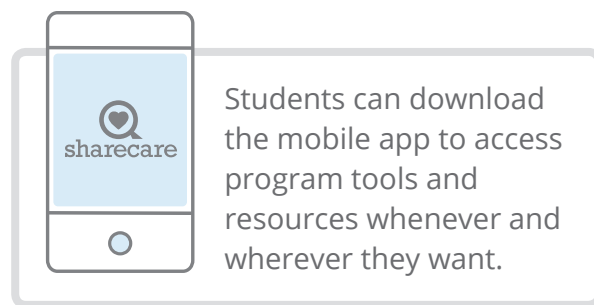 sharecare
Students can download
the mobile app to access
program tools and
resources whenever and
wherever they want.